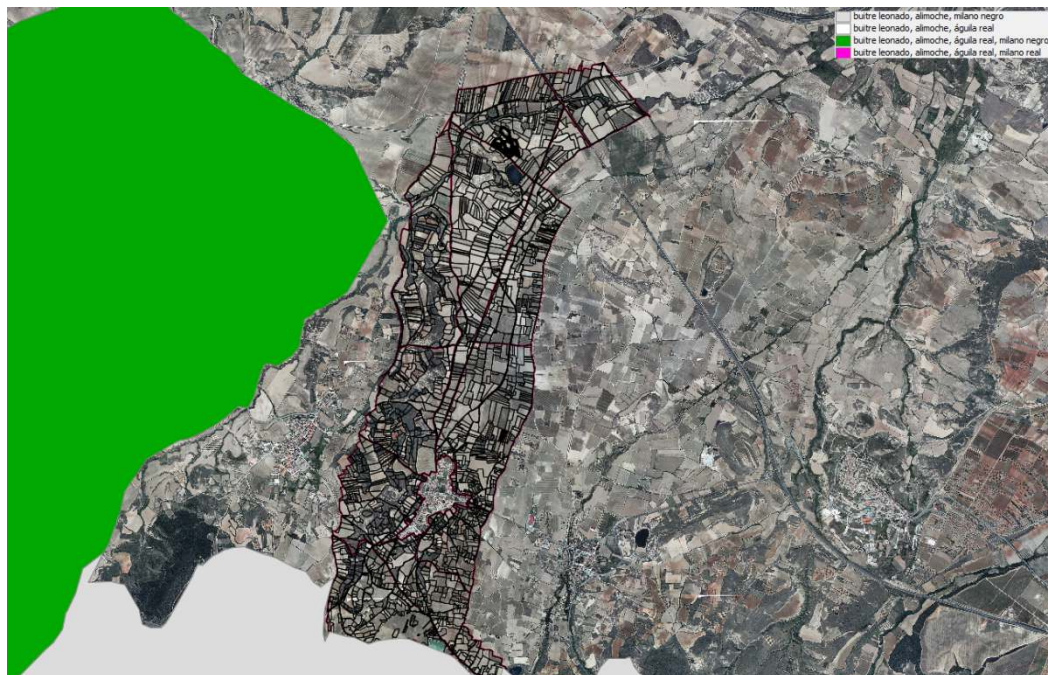 buitre leonado, alimoche, milano negro
buitre leonado, alimoche, águila real
buitre leonado, alimoche, águila real, milano negro
buitre leonado, alimoche, águila real, milano real